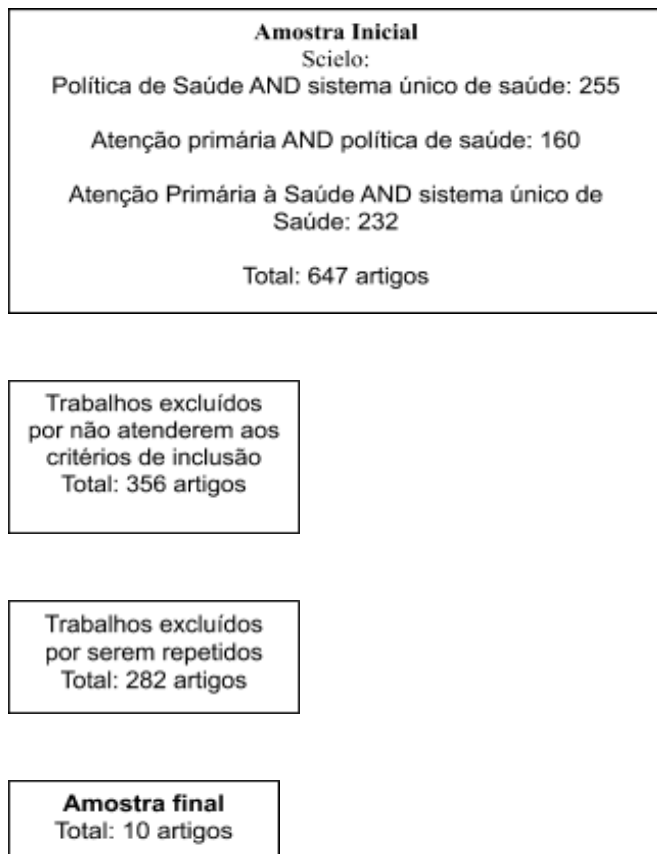 Amostra Inicial
Scielo:
Política de Saúde AND sistema único de saúde: 255
Atenção primária AND política de saúde: 160
Atenção Primária à Saúde AND sistema único de
Saúde: 232
Total: 647 artigos
Trabalhos excluídos
por não atenderem aos
critérios de inclusão
Total: 356 artigos
Trabalhos excluídos
por serem repetidos
Total: 282 artigos
Amostra final
Total: 10 artigos